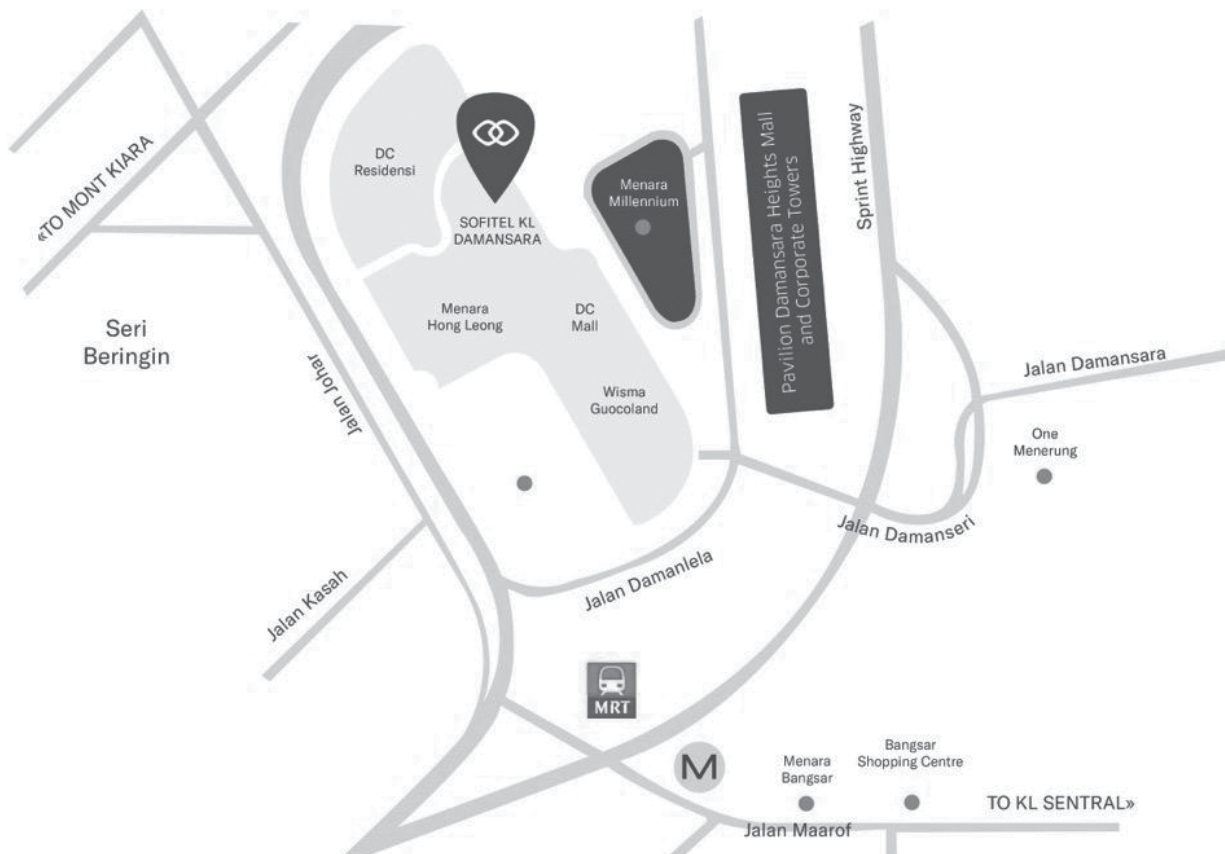 «TO MONT KIARA
DC
Residensi
SOFITEL KL
DAMANSARA
Menara
Millennium
Pavilion Damansara Heights Mall
and Corporate Towers
Sprint Highway
Seri
Beringin
Menara
Hong Leong
DC
Mall
Wisma
Guocoland
Jalan Johar
Jalan Damansara
One
Menerung
Jalan Damanseri
Jalan Damanlela
Jalan Kasah
MRT
M
Menara
Bangsar
Bangsar
Shopping Centre
TO KL SENTRAL»
Jalan Maarof